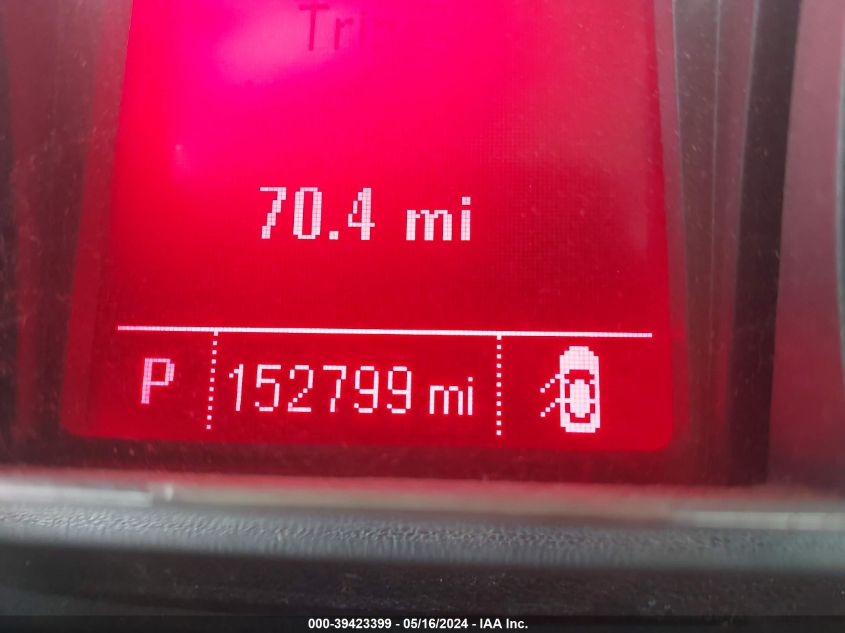 70.4 mi
P 152799 mi
000-39423399 - 05/16/2024 - IAA Inc.